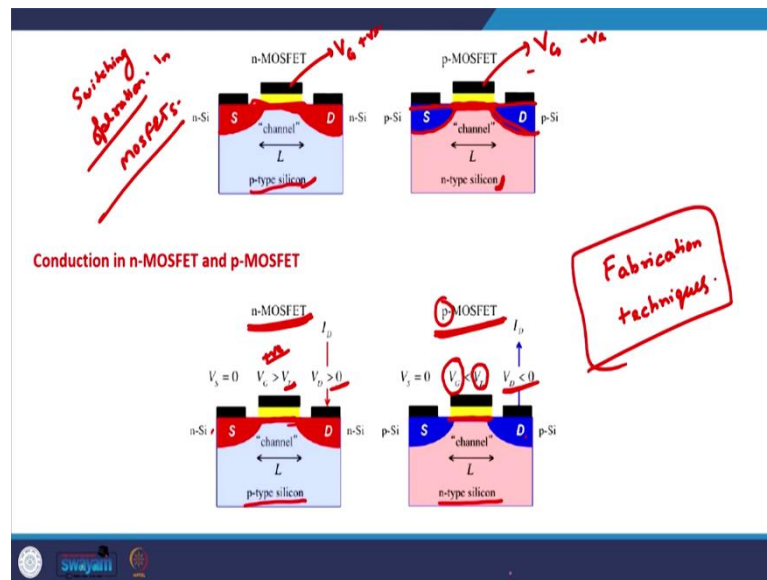 Switching
operation. in
MOSFETs.
n-MOSFET
VG +ve
n-Si
S
D
n-Si
"channel"
L
p-type silicon
p-MOSFET
VG -ve
p-Si
S
D
p-Si
"channel"
L
n-type silicon
Conduction in n-MOSFET and p-MOSFET
Fabrication
techniques.
n-MOSFET
I_D
+ve
V_S = 0 V_G > V_T V_D > 0
n-Si
S
D
n-Si
"channel"
L
p-type silicon
p-MOSFET
I_D
V_S = 0 V_G < V_T V_D < 0
p-Si
S
D
p-Si
"channel"
L
n-type silicon
swayam